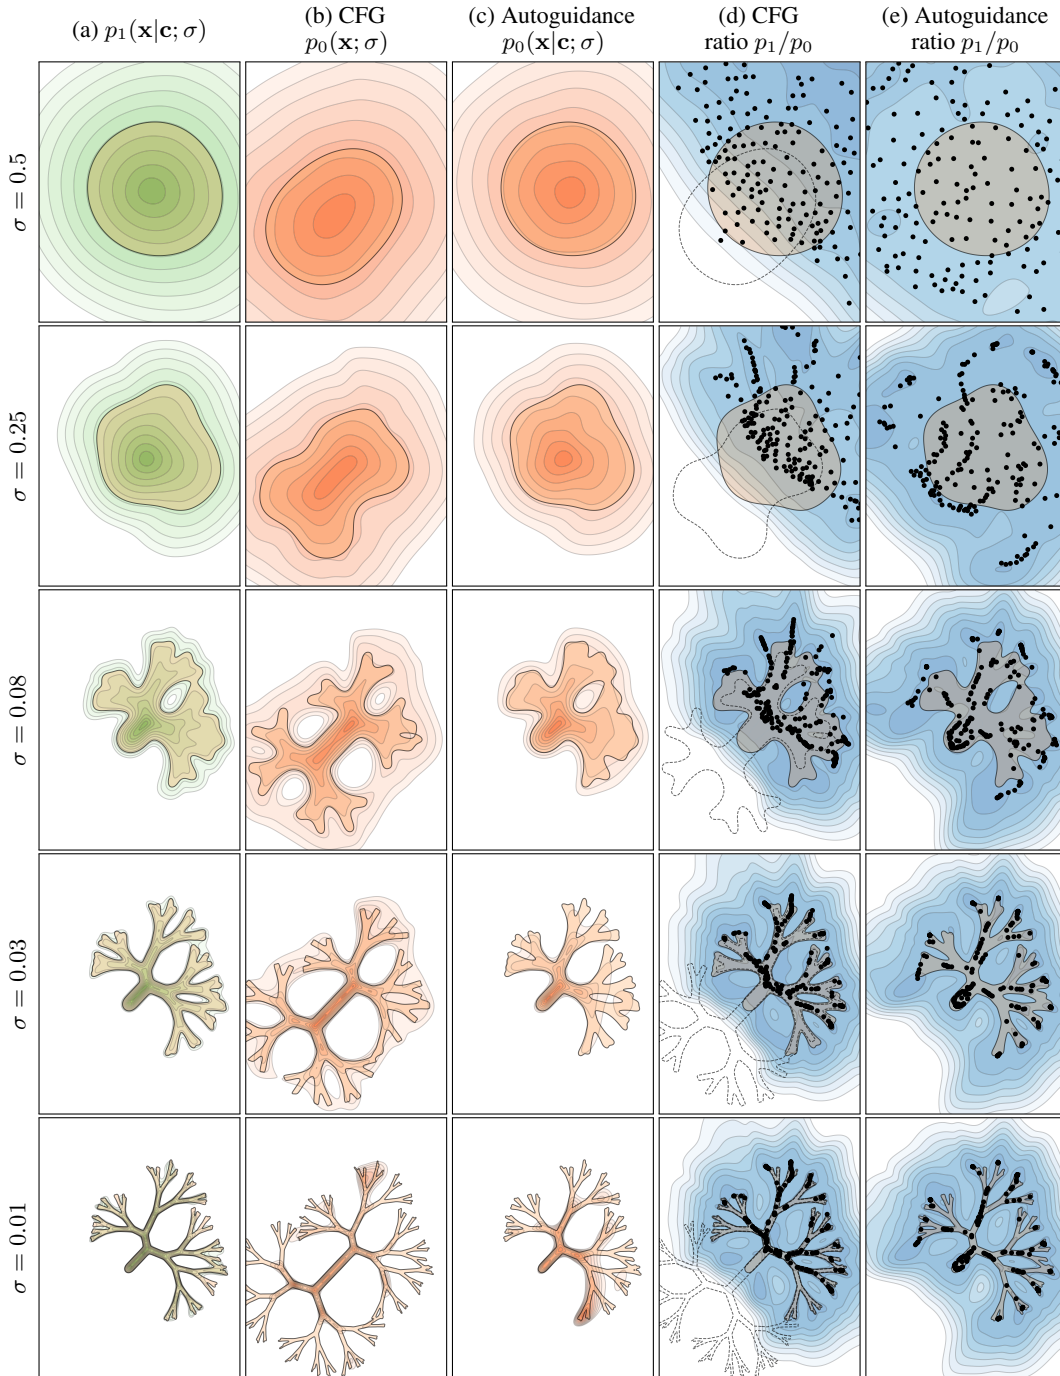 (a) p₁(x|c; σ)
(b) CFG
p₀(x; σ)
(c) Autoguidance
p₀(x|c; σ)
(d) CFG
ratio p₁/p₀
(e) Autoguidance
ratio p₁/p₀
σ = 0.5
σ = 0.25
σ = 0.08
σ = 0.03
σ = 0.01